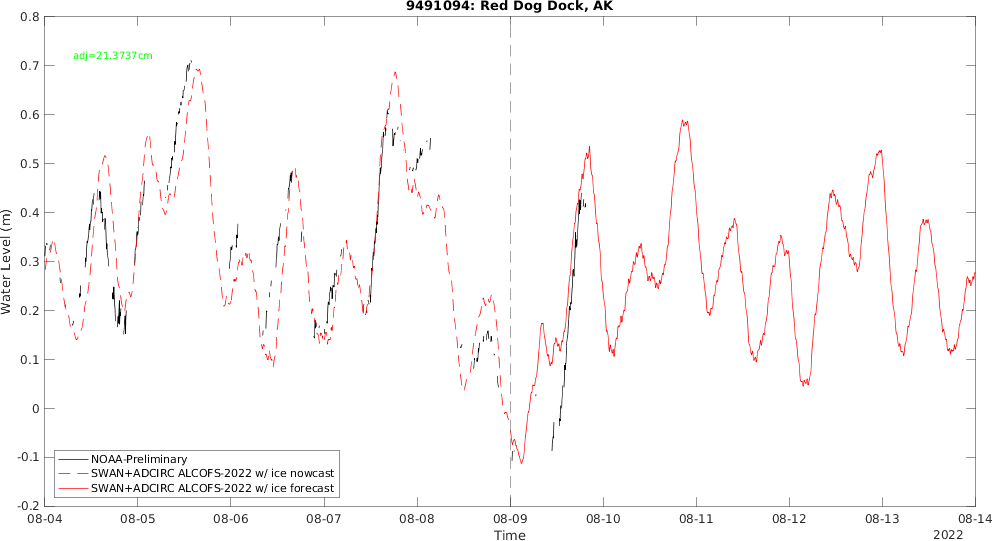 9491094: Red Dog Dock, AK
adj=21.3737cm
Water Level (m)
0.8
0.7
0.6
0.5
0.4
0.3
0.2
0.1
0
-0.1
-0.2
NOAA-Preliminary
SWAN+ADCIRC ALCOFS-2022 w/ ice nowcast
SWAN+ADCIRC ALCOFS-2022 w/ ice forecast
08-04 08-05 08-06 08-07 08-08 08-09 08-10 08-11 08-12 08-13 08-14
Time
2022